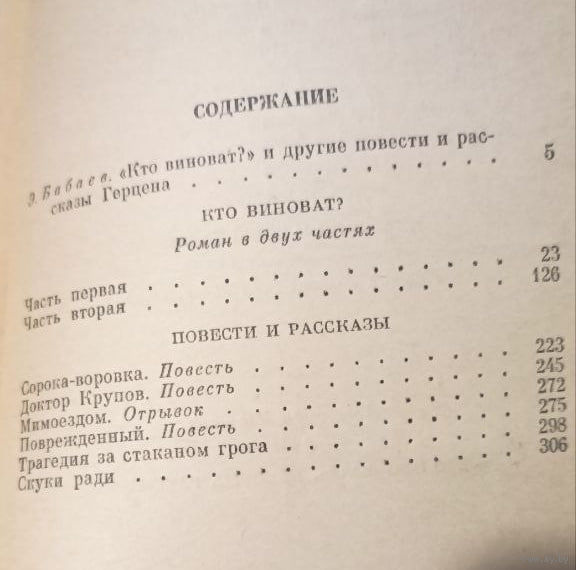 СОДЕРЖАНИЕ
Э. Бабаев. «Кто виноват?» и другие повести и рас-
сказы Герцена . . . . . . . . . . . 5
КТО ВИНОВАТ?
Роман в двух частях
Часть первая . . . . . . . . . . . . 23
Часть вторая . . . . . . . . . . . . 126
ПОВЕСТИ И РАССКАЗЫ
Сорока-воровка. Повесть . . . . . . . . . 223
Доктор Крупов. Повесть . . . . . . . . . 245
Мимоездом. Отрывок . . . . . . . . . . 272
Поврежденный. Повесть . . . . . . . . . 275
Трагедия за стаканом грога . . . . . . . . 298
Скуки ради . . . . . . . . . . . . . 306